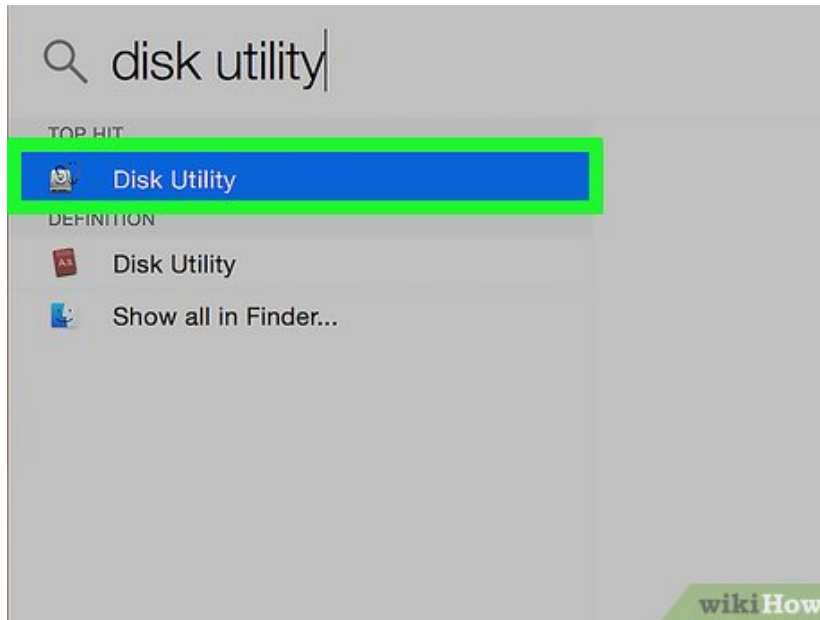 disk utility
TOP HIT
Disk Utility
DEFINITION
Disk Utility
Show all in Finder...
wikiHow